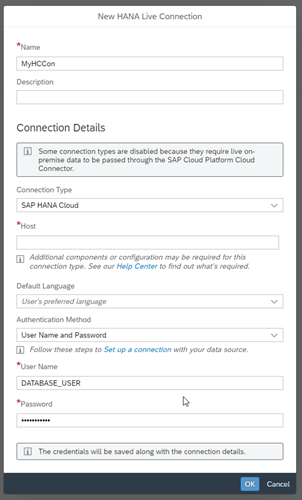 New HANA Live Connection
*Name
MyHCCon
Description
Connection Details
Some connection types are disabled because they require live on-
premise data to be passed through the SAP Cloud Platform Cloud
Connector.
Connection Type
SAP HANA Cloud
*Host
Additional components or configuration may be required for this
connection type. See our Help Center to find out what's required.
Default Language
User's preferred language
Authentication Method
User Name and Password
Follow these steps to Set up a connection with your data source.
*User Name
DATABASE_USER
*Password
•••••••••••
The credentials will be saved along with the connection details.
OK Cancel